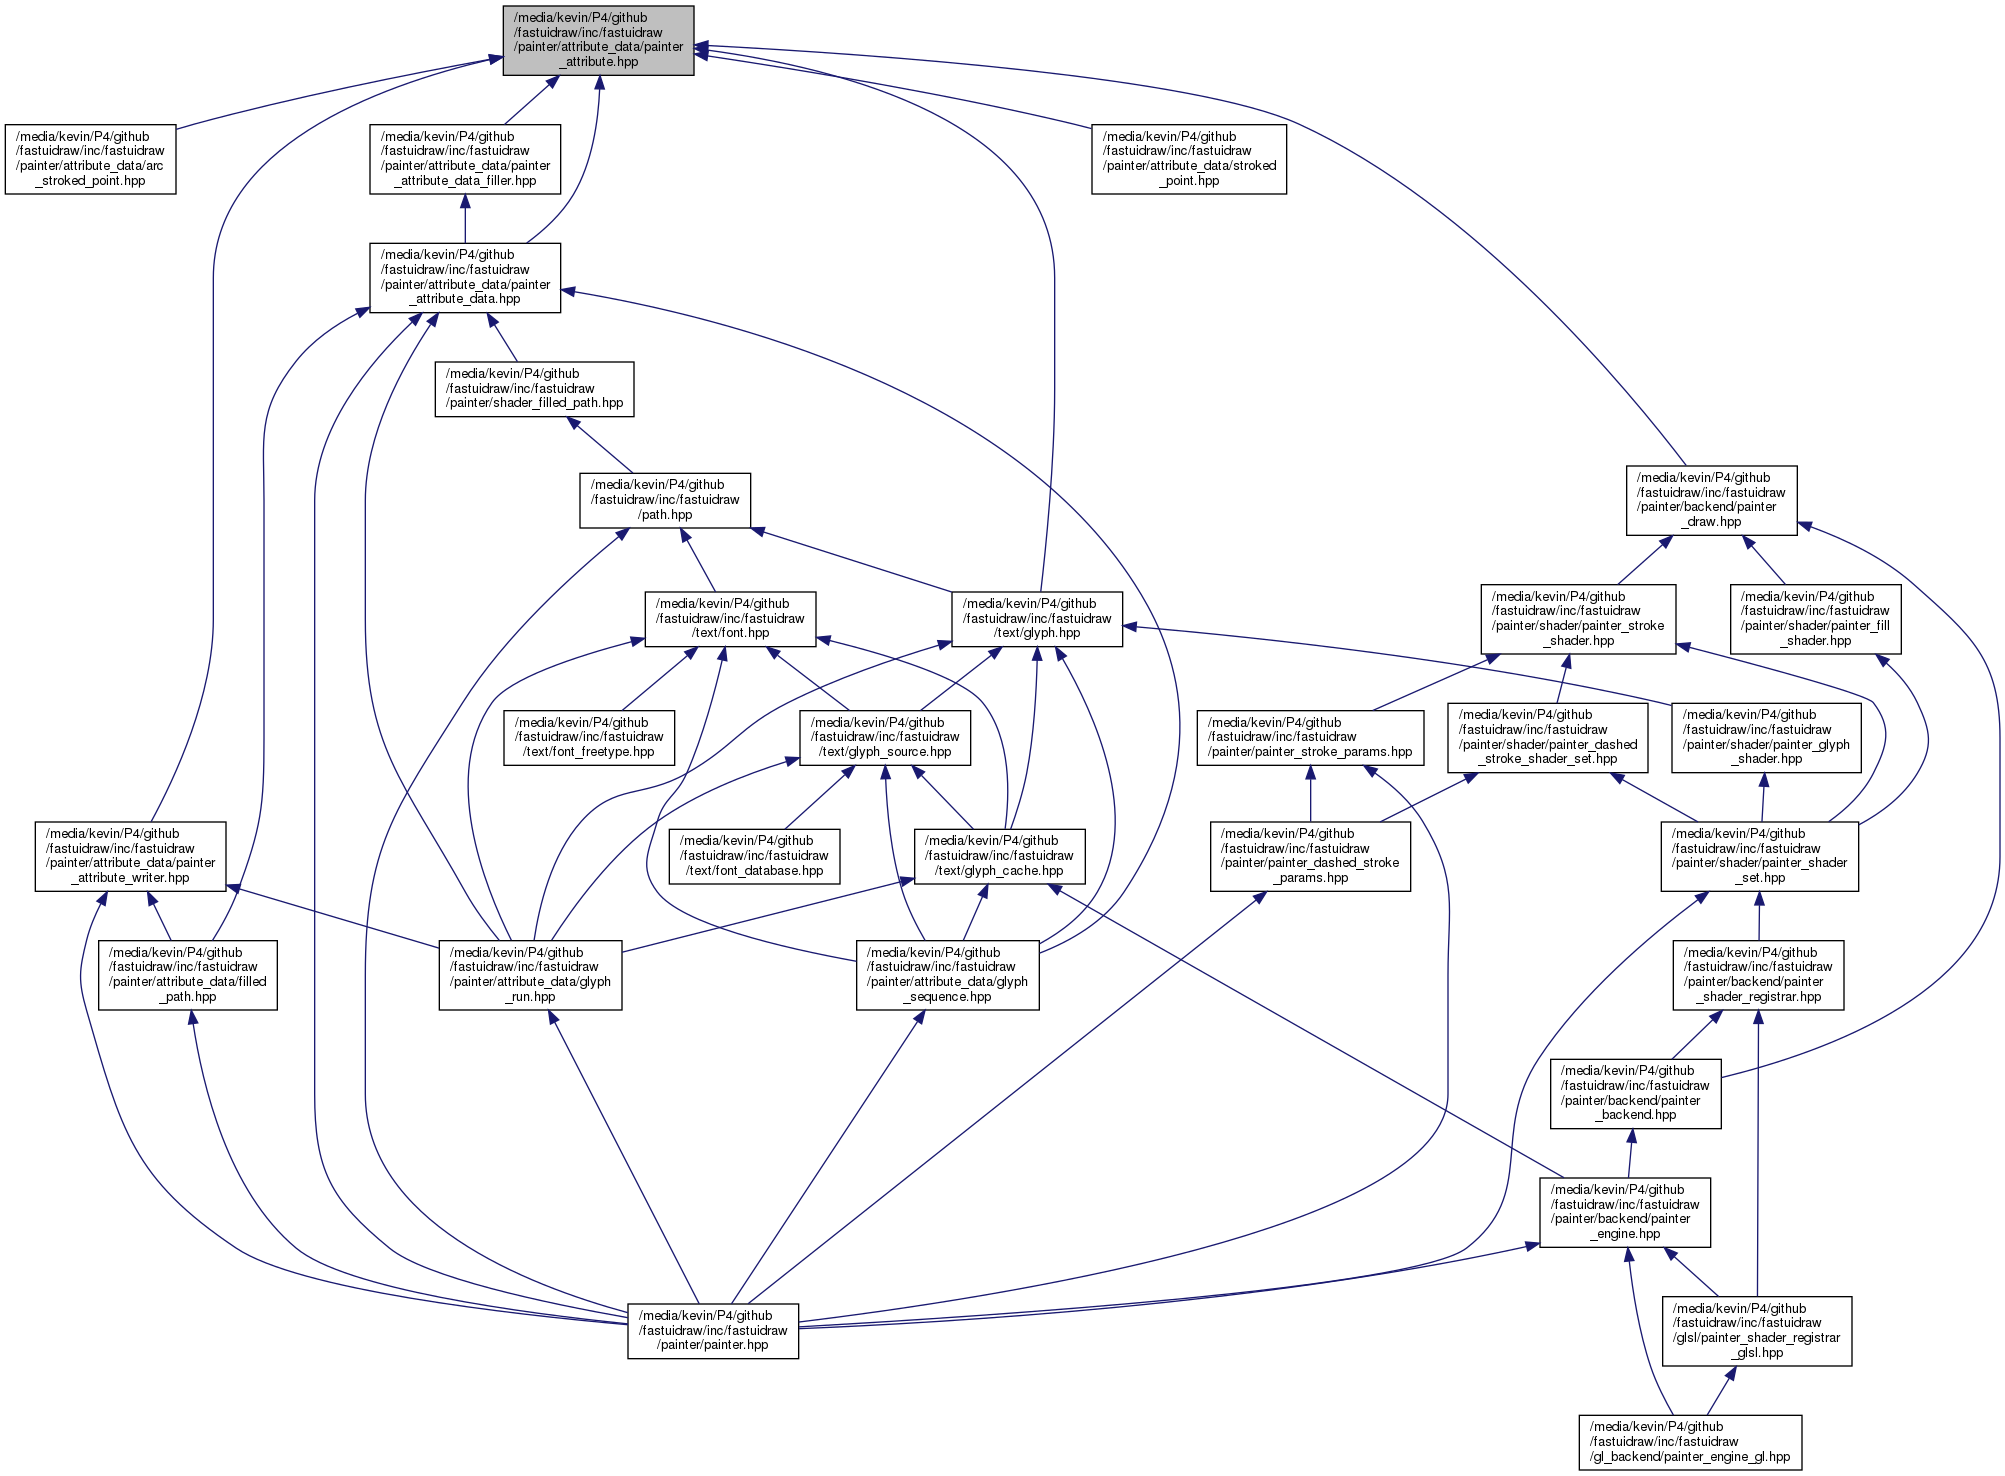 /media/kevin/P4/github
/fastuidraw/inc/fastuidraw
/painter/attribute_data/painter
_attribute.hpp
/media/kevin/P4/github
/fastuidraw/inc/fastuidraw
/painter/attribute_data/arc
_stroked_point.hpp
/media/kevin/P4/github
/fastuidraw/inc/fastuidraw
/painter/attribute_data/painter
_attribute_data_filler.hpp
/media/kevin/P4/github
/fastuidraw/inc/fastuidraw
/painter/attribute_data/stroked
_point.hpp
/media/kevin/P4/github
/fastuidraw/inc/fastuidraw
/painter/attribute_data/painter
_attribute_data.hpp
/media/kevin/P4/github
/fastuidraw/inc/fastuidraw
/painter/shader_filled_path.hpp
/media/kevin/P4/github
/fastuidraw/inc/fastuidraw
/path.hpp
/media/kevin/P4/github
/fastuidraw/inc/fastuidraw
/painter/backend/painter
_draw.hpp
/media/kevin/P4/github
/fastuidraw/inc/fastuidraw
/text/font.hpp
/media/kevin/P4/github
/fastuidraw/inc/fastuidraw
/text/glyph.hpp
/media/kevin/P4/github
/fastuidraw/inc/fastuidraw
/painter/shader/painter_stroke
_shader.hpp
/media/kevin/P4/github
/fastuidraw/inc/fastuidraw
/painter/shader/painter_fill
_shader.hpp
/media/kevin/P4/github
/fastuidraw/inc/fastuidraw
/text/font_freetype.hpp
/media/kevin/P4/github
/fastuidraw/inc/fastuidraw
/text/glyph_source.hpp
/media/kevin/P4/github
/fastuidraw/inc/fastuidraw
/painter/painter_stroke_params.hpp
/media/kevin/P4/github
/fastuidraw/inc/fastuidraw
/painter/shader/painter_dashed
_stroke_shader_set.hpp
/media/kevin/P4/github
/fastuidraw/inc/fastuidraw
/painter/shader/painter_glyph
_shader.hpp
/media/kevin/P4/github
/fastuidraw/inc/fastuidraw
/painter/attribute_data/painter
_attribute_writer.hpp
/media/kevin/P4/github
/fastuidraw/inc/fastuidraw
/text/font_database.hpp
/media/kevin/P4/github
/fastuidraw/inc/fastuidraw
/text/glyph_cache.hpp
/media/kevin/P4/github
/fastuidraw/inc/fastuidraw
/painter/painter_dashed_stroke
_params.hpp
/media/kevin/P4/github
/fastuidraw/inc/fastuidraw
/painter/shader/painter_shader
_set.hpp
/media/kevin/P4/github
/fastuidraw/inc/fastuidraw
/painter/attribute_data/filled
_path.hpp
/media/kevin/P4/github
/fastuidraw/inc/fastuidraw
/painter/attribute_data/glyph
_run.hpp
/media/kevin/P4/github
/fastuidraw/inc/fastuidraw
/painter/attribute_data/glyph
_sequence.hpp
/media/kevin/P4/github
/fastuidraw/inc/fastuidraw
/painter/backend/painter
_shader_registrar.hpp
/media/kevin/P4/github
/fastuidraw/inc/fastuidraw
/painter/backend/painter
_backend.hpp
/media/kevin/P4/github
/fastuidraw/inc/fastuidraw
/painter/backend/painter
_engine.hpp
/media/kevin/P4/github
/fastuidraw/inc/fastuidraw
/painter/painter.hpp
/media/kevin/P4/github
/fastuidraw/inc/fastuidraw
/glsl/painter_shader_registrar
_glsl.hpp
/media/kevin/P4/github
/fastuidraw/inc/fastuidraw
/gl_backend/painter_engine_gl.hpp